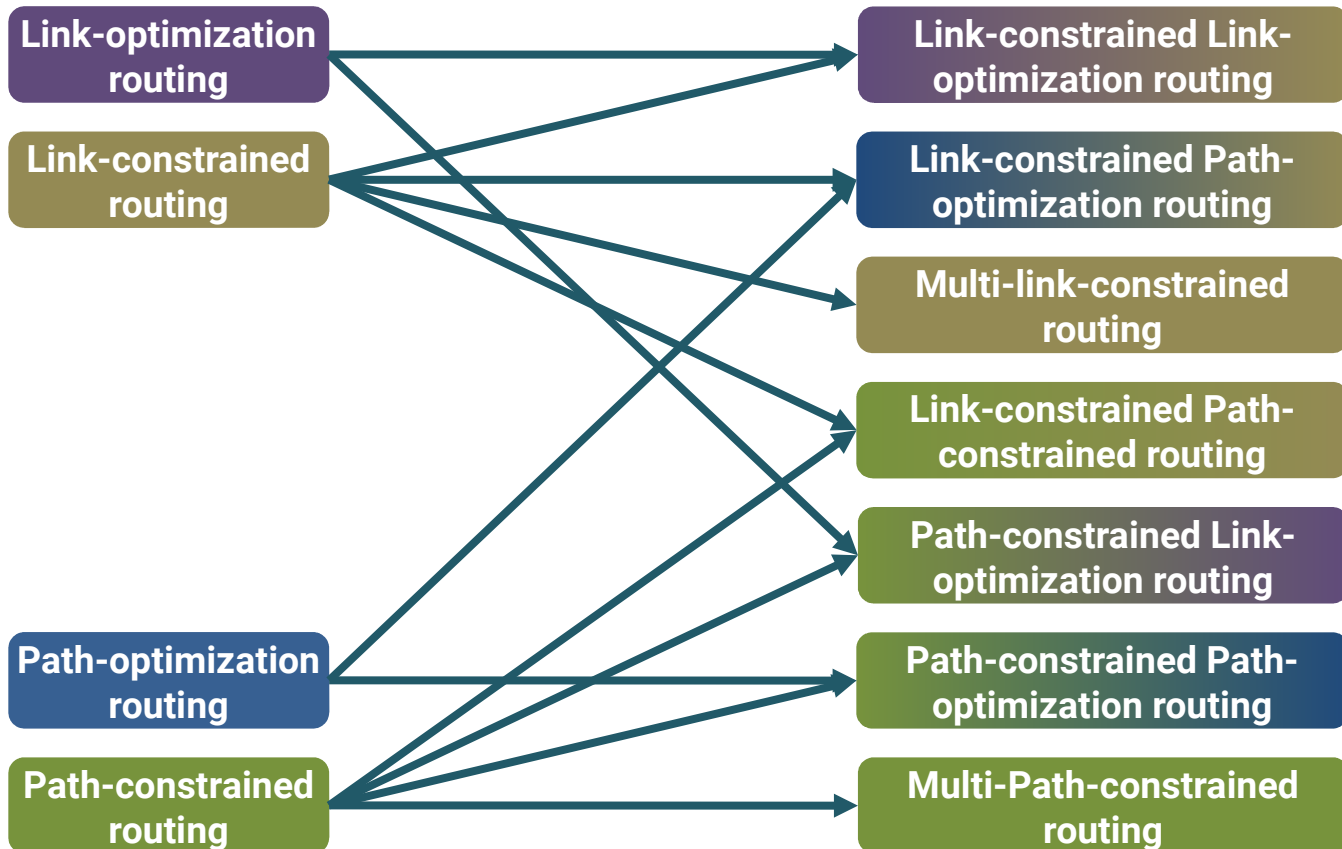 Link-optimization
routing
Link-constrained
routing
Path-optimization
routing
Path-constrained
routing
Link-constrained Link-
optimization routing
Link-constrained Path-
optimization routing
Multi-link-constrained
routing
Link-constrained Path-
constrained routing
Path-constrained Link-
optimization routing
Path-constrained Path-
optimization routing
Multi-Path-constrained
routing